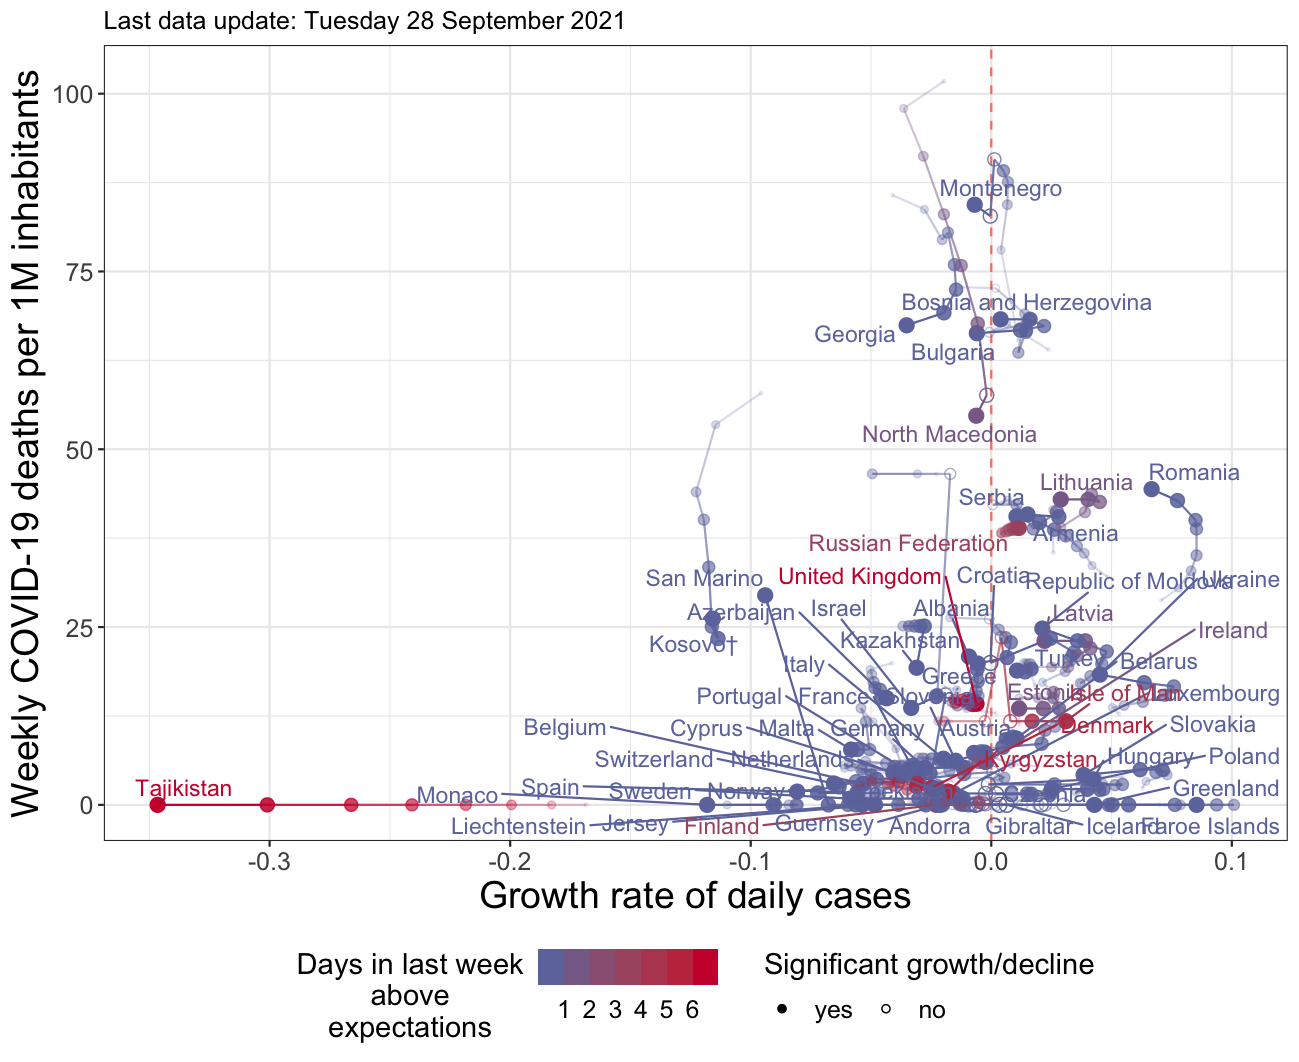 Last data update: Tuesday 28 September 2021
Weekly COVID-19 deaths per 1M inhabitants
100
75
50
25
0
Montenegro
Bosnia and Herzegovina
Georgia
Bulgaria
North Macedonia
Romania
Lithuania
Serbia
Armenia
Russian Federation
San Marino
United Kingdom
Croatia
Republic of Moldova
Ukraine
Azerbaijan
Israel
Albania
Latvia
Ireland
Kosovo†
Kazakhstan
Italy
Greece
Turkey
Belarus
Portugal
France
Slovenia
Estonia
Isle of Man
Luxembourg
Belgium
Cyprus
Malta
Germany
Austria
Denmark
Slovakia
Switzerland
Netherlands
Kyrgyzstan
Hungary
Poland
Tajikistan
Monaco
Spain
Sweden
Norway
Greenland
Liechtenstein
Jersey
Finland
Guernsey
Andorra
Gibraltar
Iceland
Faroe Islands
-0.3
-0.2
-0.1
0.0
0.1
Growth rate of daily cases
Days in last week
above
expectations
1 2 3 4 5 6
Significant growth/decline
yes
no